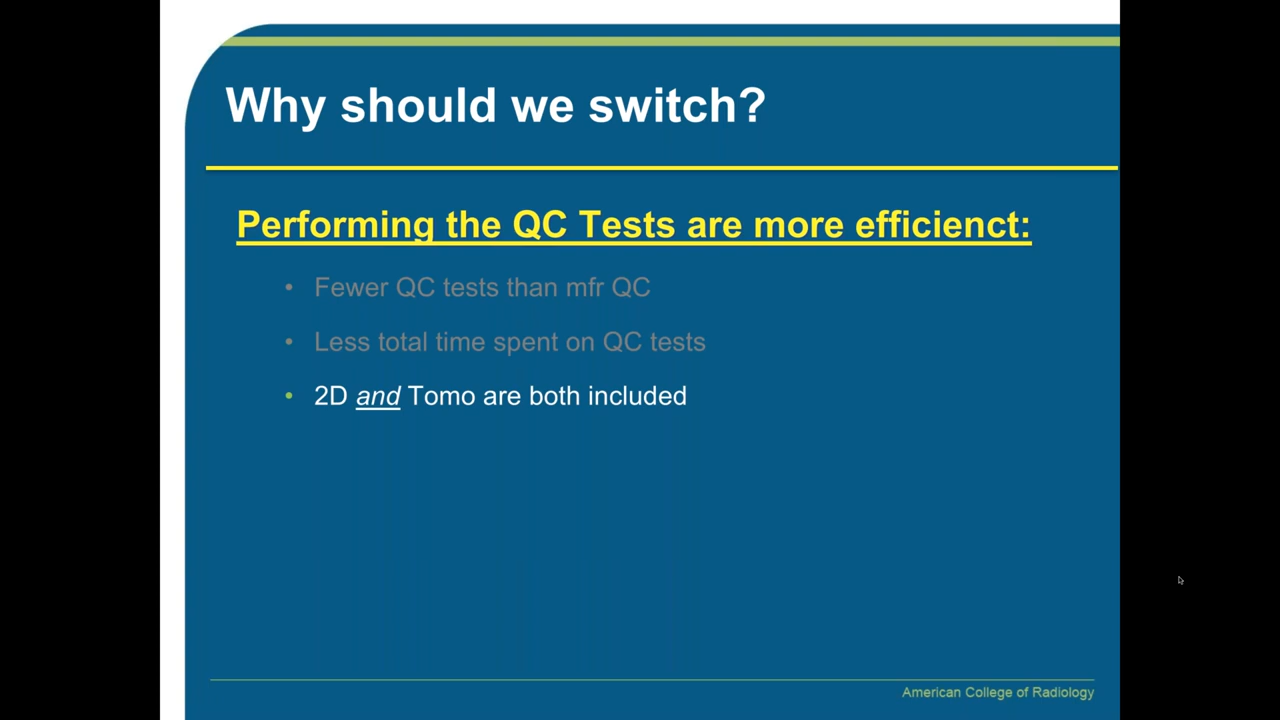 Why should we switch?
Performing the QC Tests are more efficienct:
• Fewer QC tests than mfr QC
• Less total time spent on QC tests
• 2D and Tomo are both included
American College of Radiology